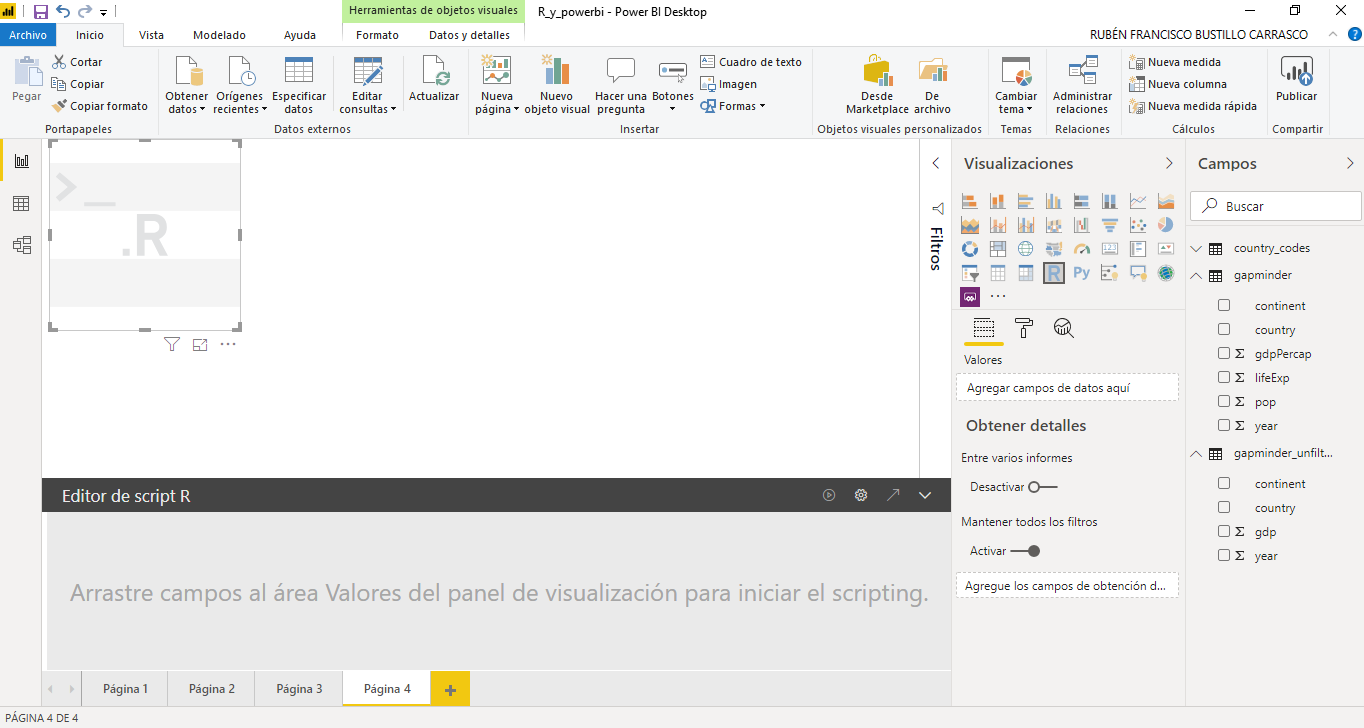 Herramientas de objetos visuales
R_y_powerbi - Power BI Desktop
Archivo
Inicio
Vista
Modelado
Ayuda
Formato
Datos y detalles
RUBÉN FRANCISCO BUSTILLO CARRASCO
?
Pegar
Cortar
Copiar
Copiar formato
Portapapeles
Obtener datos
Orígenes recientes
Especificar datos
Editar consultas
Datos externos
Actualizar
Nueva página
Nuevo objeto visual
Hacer una pregunta
Botones
Cuadro de texto
Imagen
Formas
Insertar
Desde Marketplace
De archivo
Objetos visuales personalizados
Cambiar tema
Temas
Administrar relaciones
Relaciones
Nueva medida
Nueva columna
Nueva medida rápida
Cálculos
Publicar
Compartir
>_
.R
Filtros
Visualizaciones
123
R
Py
...
Valores
Agregar campos de datos aquí
Obtener detalles
Entre varios informes
Desactivar
Mantener todos los filtros
Activar
Agregue los campos de obtención d...
Campos
Buscar
country_codes
gapminder
continent
country
Σ gdpPercap
Σ lifeExp
Σ pop
Σ year
gapminder_unfilt...
continent
country
Σ gdp
Σ year
Editor de script R
Arrastre campos al área Valores del panel de visualización para iniciar el scripting.
Página 1
Página 2
Página 3
Página 4
+
PÁGINA 4 DE 4